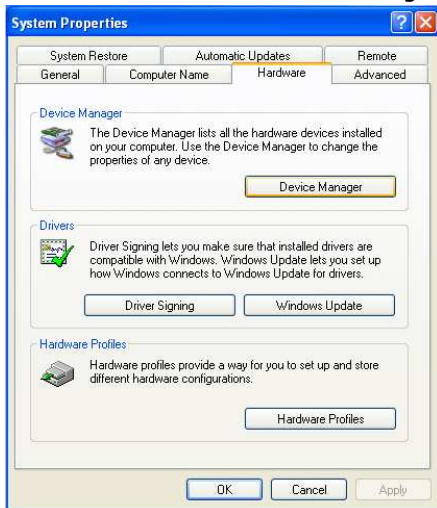 System Properties
System Restore Automatic Updates Remote
General Computer Name Hardware Advanced
Device Manager
The Device Manager lists all the hardware devices installed
on your computer. Use the Device Manager to change the
properties of any device.
Device Manager
Drivers
Driver Signing lets you make sure that installed drivers are
compatible with Windows. Windows Update lets you set up
how Windows connects to Windows Update for drivers.
Driver Signing Windows Update
Hardware Profiles
Hardware profiles provide a way for you to set up and store
different hardware configurations.
Hardware Profiles
OK Cancel Apply